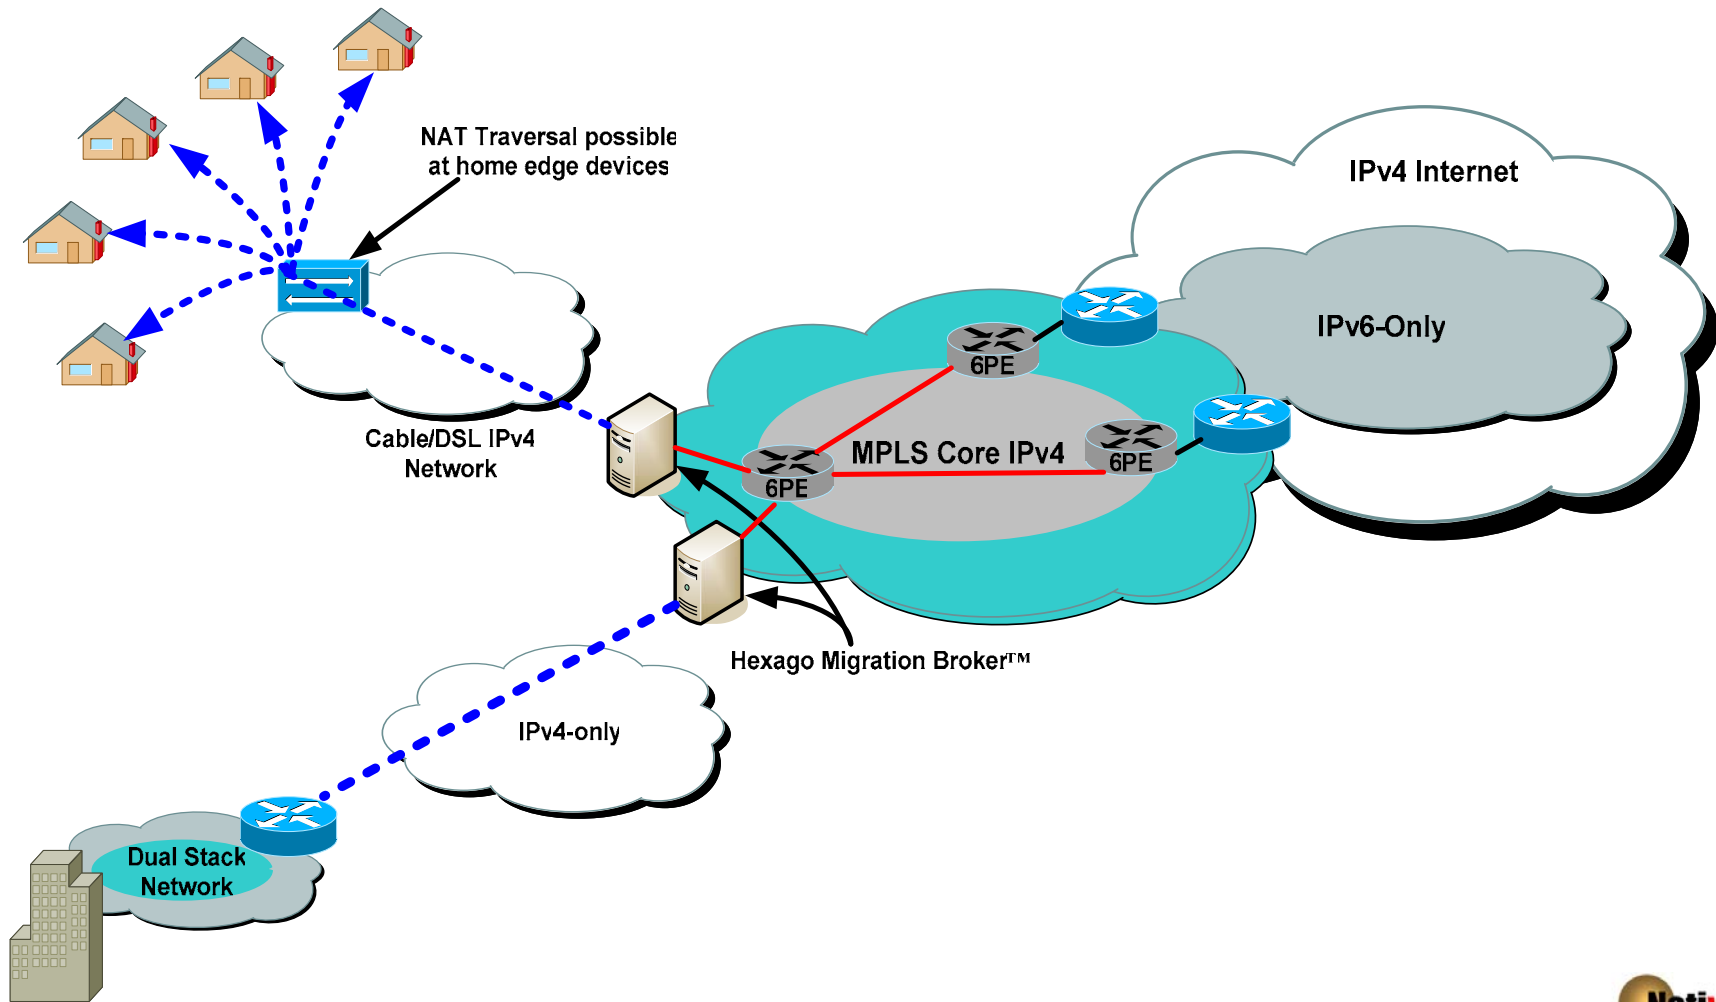 NAT Traversal possible
at home edge devices
IPv4 Internet
IPv6-Only
6PE
Cable/DSL IPv4
Network
MPLS Core IPv4
6PE
6PE
Hexago Migration Broker™
IPv4-only
Dual Stack
Network